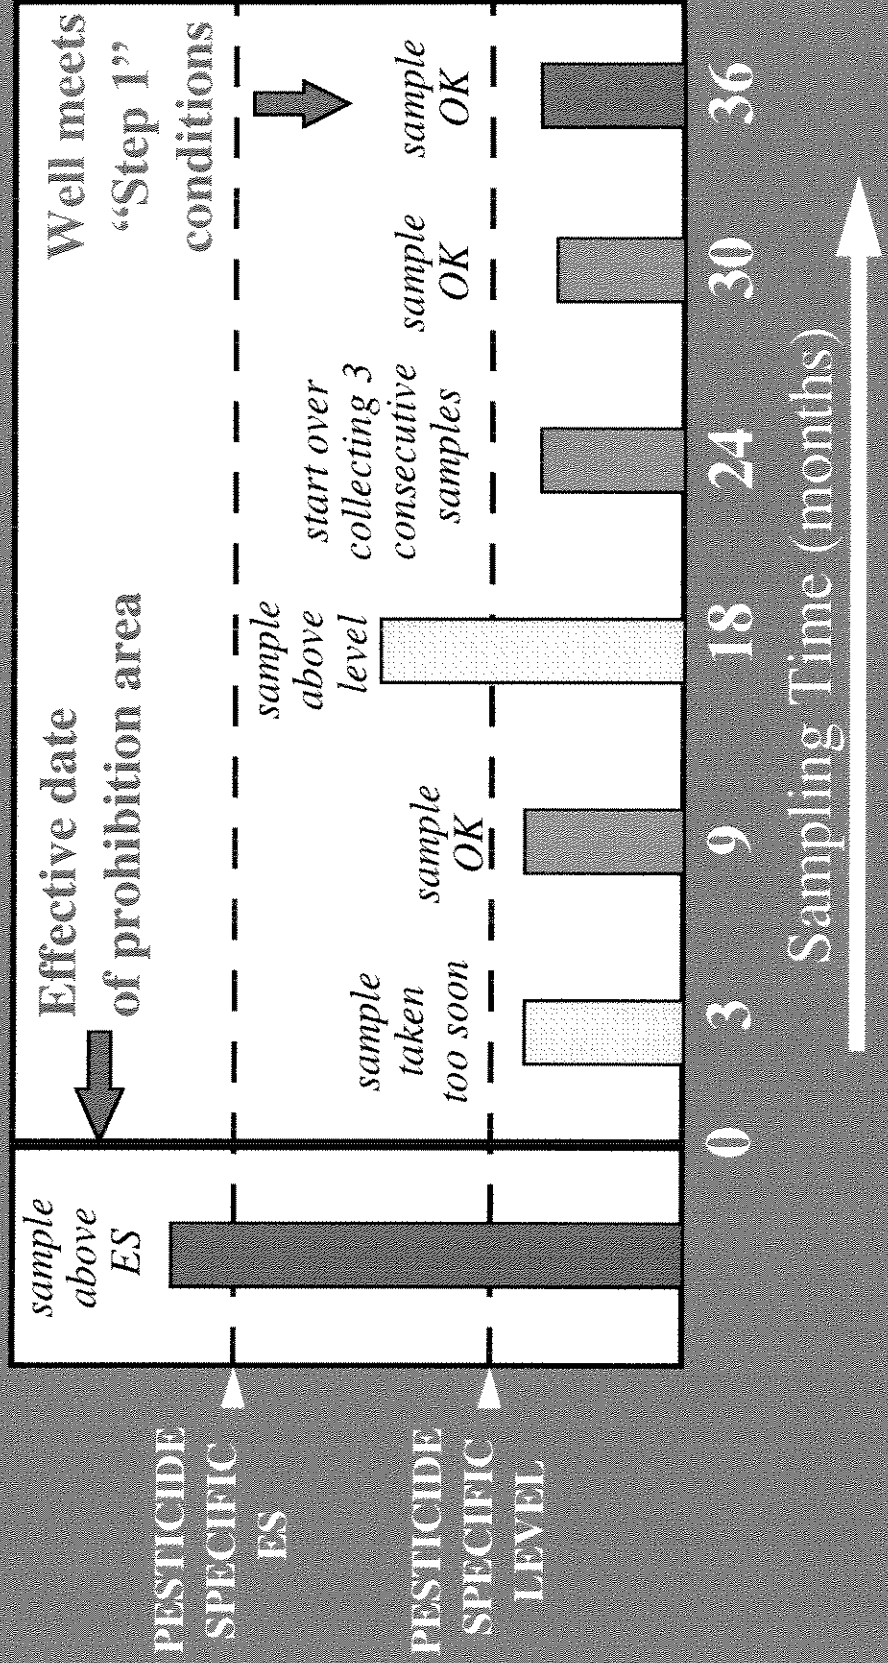 sample
above
ES
Effective date
of prohibition area
Well meets
“Step 1”
conditions
PESTICIDE
SPECIFIC
ES
PESTICIDE
SPECIFIC
LEVEL
sample
taken
too soon
sample
OK
sample
above
level
start over
collecting 3
consecutive
samples
sample
OK
sample
OK
0 3 9 18 24 30 36
Sampling Time (months)